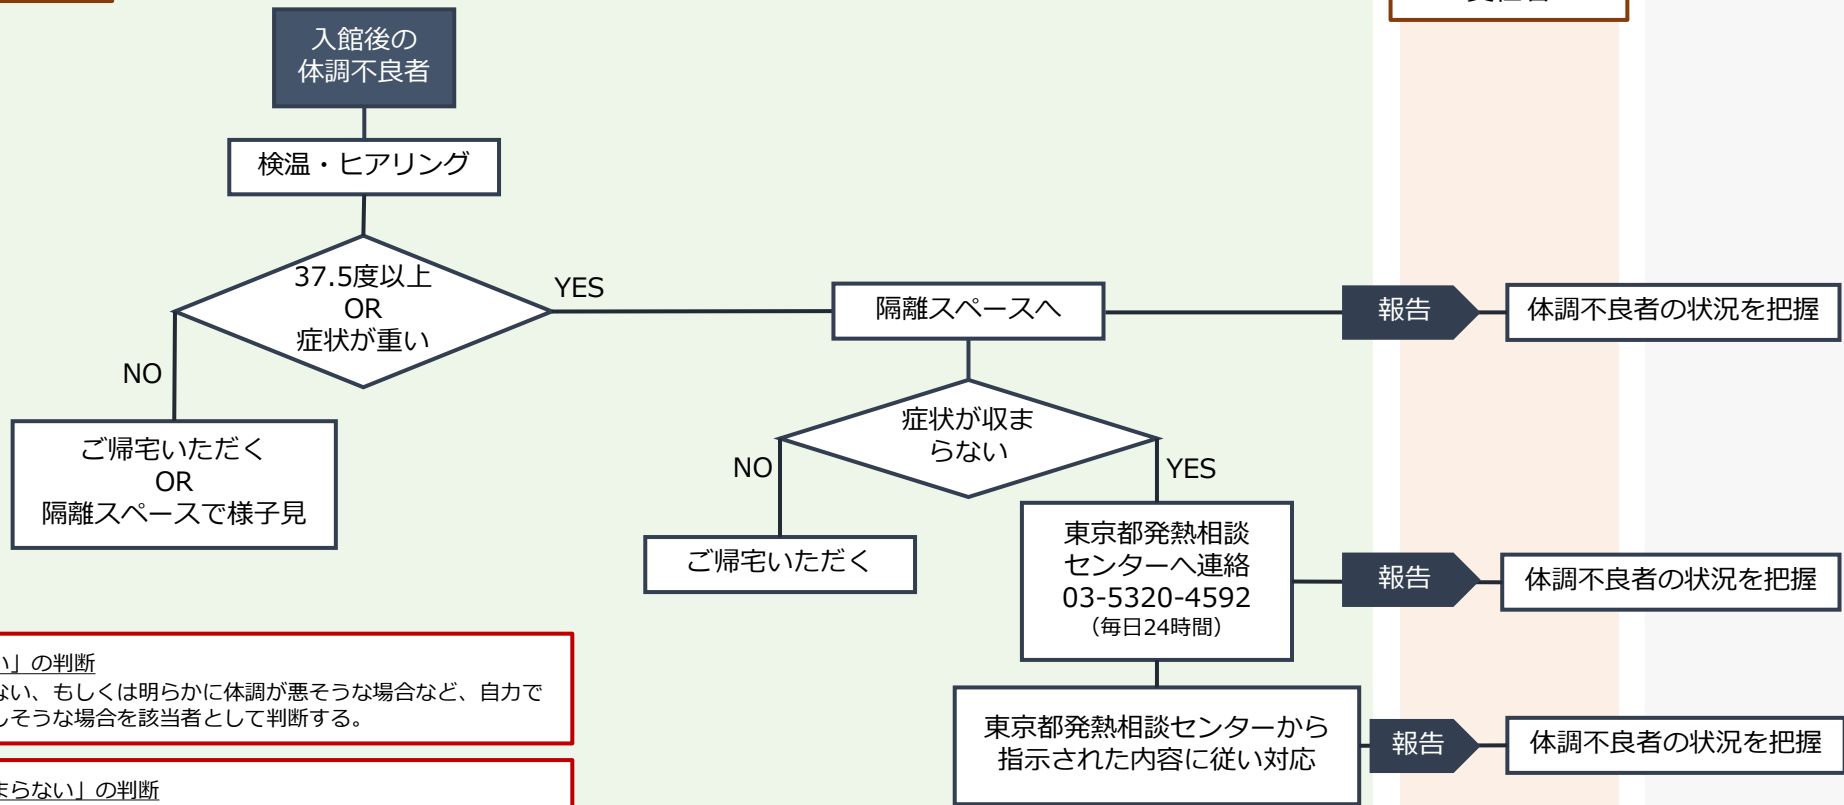 入館後の
体調不良者
検温・ヒアリング
37.5度以上
OR
症状が重い
YES
NO
ご帰宅いただく
OR
隔離スペースで様子見
隔離スペースへ
報告
体調不良者の状況を把握
症状が収ま
らない
NO
YES
ご帰宅いただく
東京都発熱相談
センターへ連絡
03-5320-4592
（毎日24時間）
報告
体調不良者の状況を把握
東京都発熱相談センターから
指示された内容に従い対応
報告
体調不良者の状況を把握
い」の判断
ない、もしくは明らかに体調が悪そうな場合など、自力で
しそうな場合を該当者として判断する。
まらない」の判断